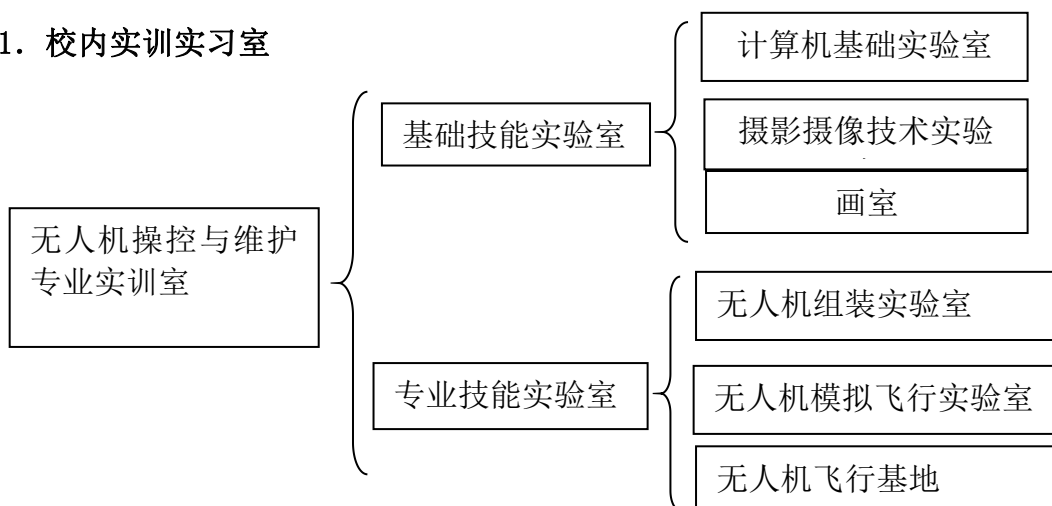 1. 校内实训实习室
计算机基础实验室
基础技能实验室
摄影摄像技术实验
画室
无人机操控与维护
专业实训室
无人机组装实验室
专业技能实验室
无人机模拟飞行实验室
无人机飞行基地